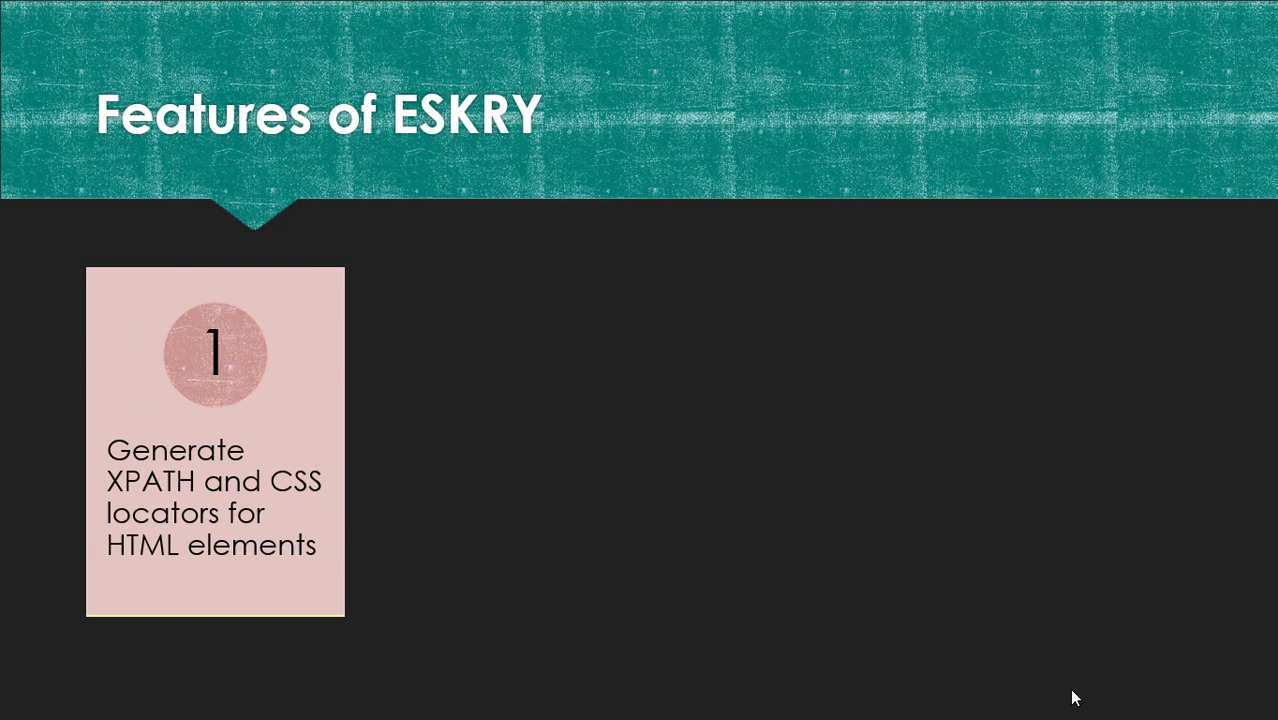 Features of ESKRY
1
Generate
XPATH and CSS
locators for
HTML elements